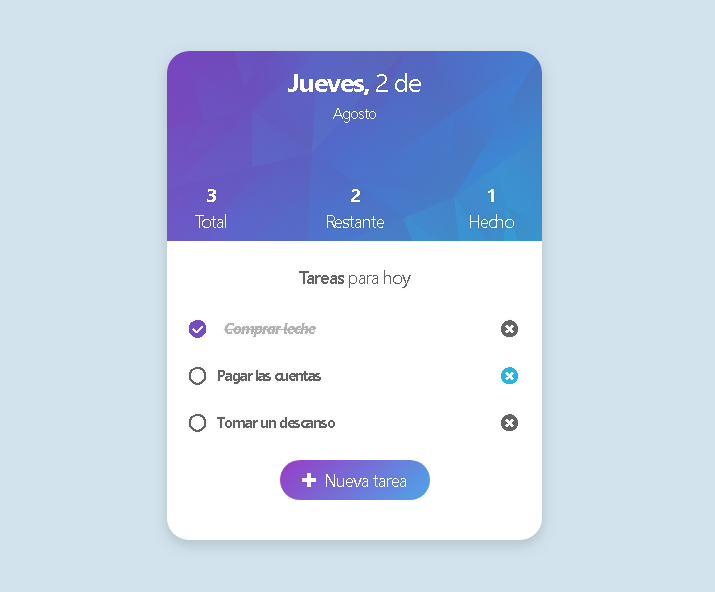 Jueves, 2 de
Agosto
3 2 1
Total Restante Hecho
Tareas para hoy
Comprar leche
Pagar las cuentas
Tomar un descanso
Nueva tarea